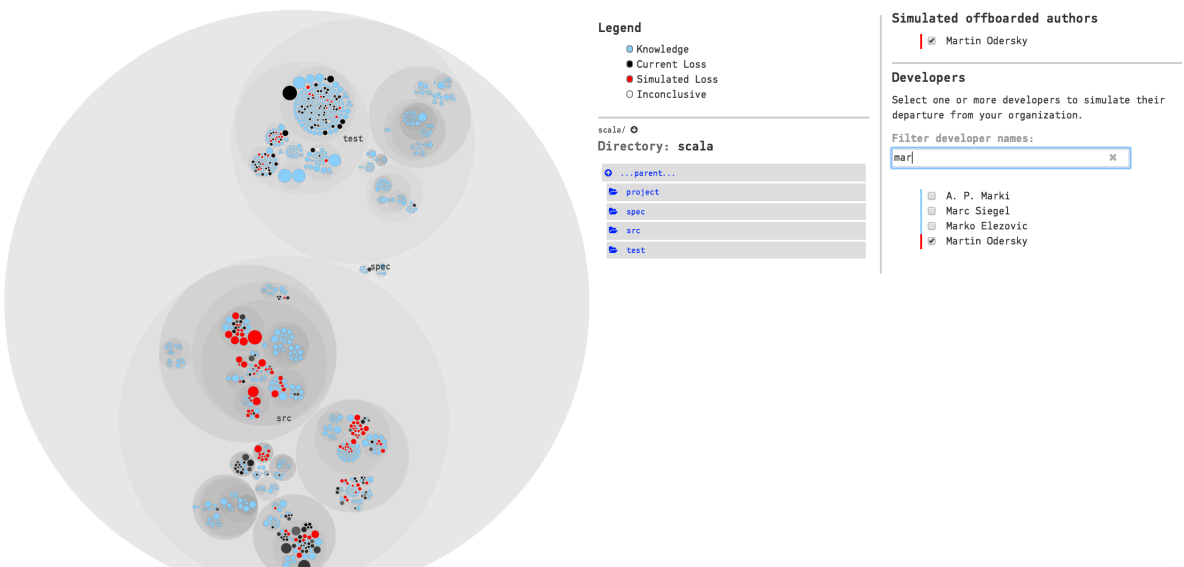 test
spec
src
Legend
Knowledge
Current Loss
Simulated Loss
Inconclusive
scala/
Directory: scala
...parent...
project
spec
src
test
Simulated offboarded authors
Martin Odersky
Developers
Select one or more developers to simulate their
departure from your organization.
Filter developer names:
mar
A. P. Marki
Marc Siegel
Marko Elezovic
Martin Odersky